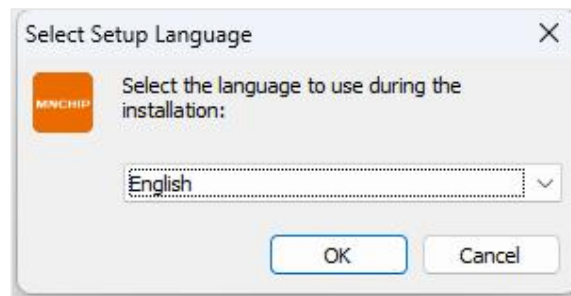 Select Setup Language
MNCHIP
Select the language to use during the
installation:
English
OK
Cancel